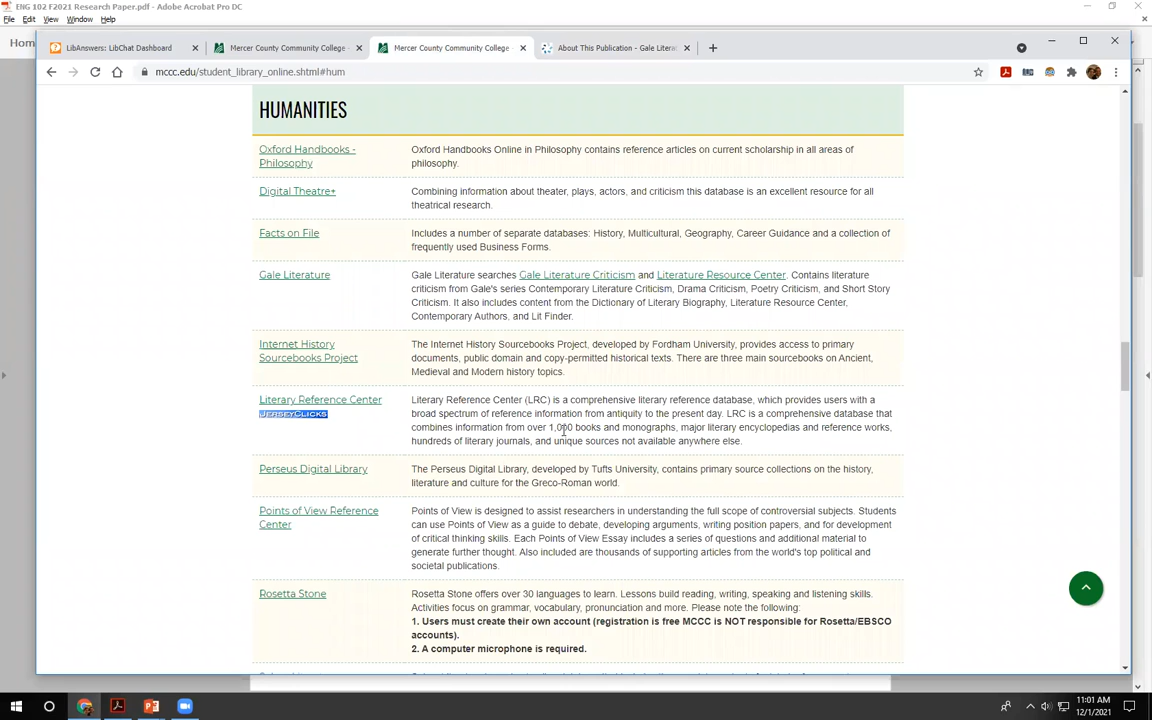 ENG 102 F2021 Research Paper.pdf - Adobe Acrobat Pro DC
File Edit View Window Help
Hom
LibAnswers: LibChat Dashboard
Mercer County Community College -
Mercer County Community College -
About This Publication - Gale Litera
mccc.edu/student_library_online.shtml#hum
HUMANITIES
Oxford Handbooks -
Philosophy
Oxford Handbooks Online in Philosophy contains reference articles on current scholarship in all areas of
philosophy.
Digital Theatre+
Combining information about theater, plays, actors, and criticism this database is an excellent resource for all
theatrical research.
Facts on File
Includes a number of separate databases: History, Multicultural, Geography, Career Guidance and a collection of
frequently used Business Forms.
Gale Literature
Gale Literature searches Gale Literature Criticism and Literature Resource Center. Contains literature
criticism from Gale's series Contemporary Literature Criticism, Drama Criticism, Poetry Criticism, and Short Story
Criticism. It also includes content from the Dictionary of Literary Biography, Literature Resource Center,
Contemporary Authors, and Lit Finder.
Internet History
Sourcebooks Project
The Internet History Sourcebooks Project, developed by Fordham University, provides access to primary
documents, public domain and copy-permitted historical texts. There are three main sourcebooks on Ancient,
Medieval and Modern history topics.
Literary Reference Center
JERSEYCLICKS
Literary Reference Center (LRC) is a comprehensive literary reference database, which provides users with a
broad spectrum of reference information from antiquity to the present day. LRC is a comprehensive database that
combines information from over 1,000 books and monographs, major literary encyclopedias and reference works,
hundreds of literary journals, and unique sources not available anywhere else.
Perseus Digital Library
The Perseus Digital Library, developed by Tufts University, contains primary source collections on the history,
literature and culture for the Greco-Roman world.
Points of View Reference
Center
Points of View is designed to assist researchers in understanding the full scope of controversial subjects. Students
can use Points of View as a guide to debate, developing arguments, writing position papers, and for development
of critical thinking skills. Each Points of View Essay includes a series of questions and additional material to
generate further thought. Also included are thousands of supporting articles from the world's top political and
societal publications.
Rosetta Stone
Rosetta Stone offers over 30 languages to learn. Lessons build reading, writing, speaking and listening skills.
Activities focus on grammar, vocabulary, pronunciation and more. Please note the following:
1. Users must create their own account (registration is free MCCC is NOT responsible for Rosetta/EBSCO
accounts).
2. A computer microphone is required.
11:01 AM
12/1/2021